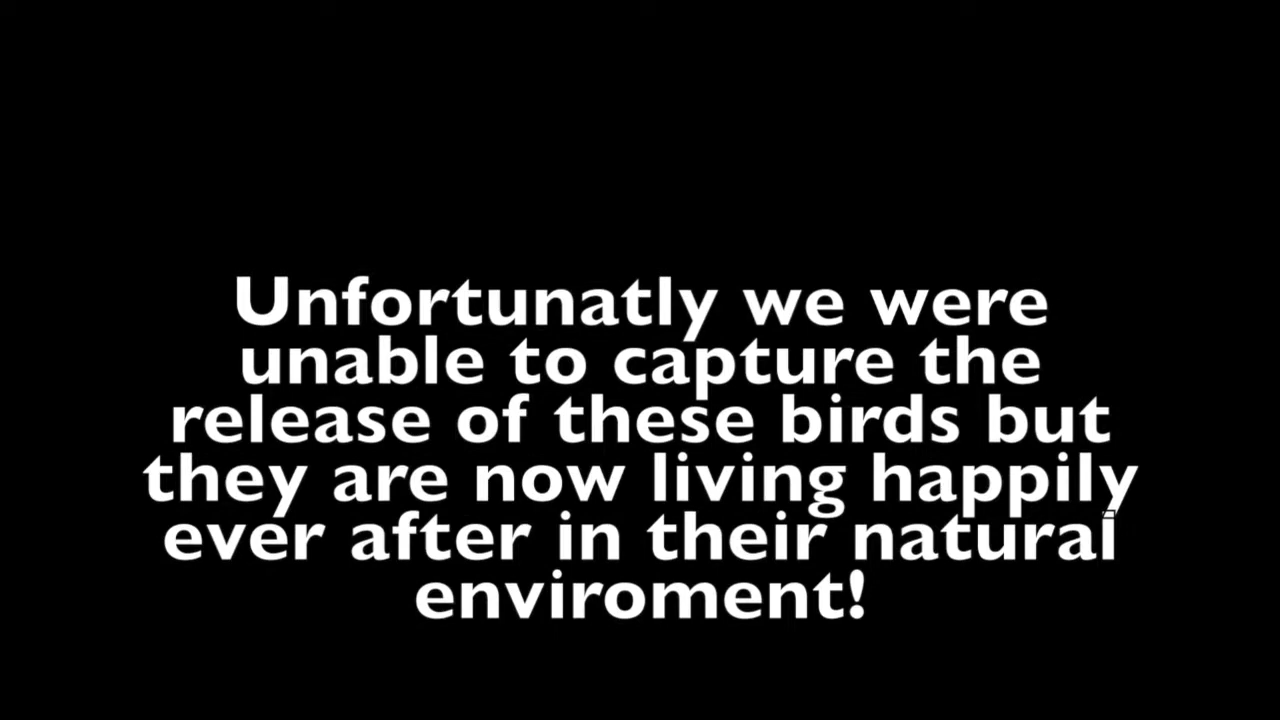 Unfortunatly we were
unable to capture the
release of these birds but
they are now living happily
ever after in their natural
enviroment!